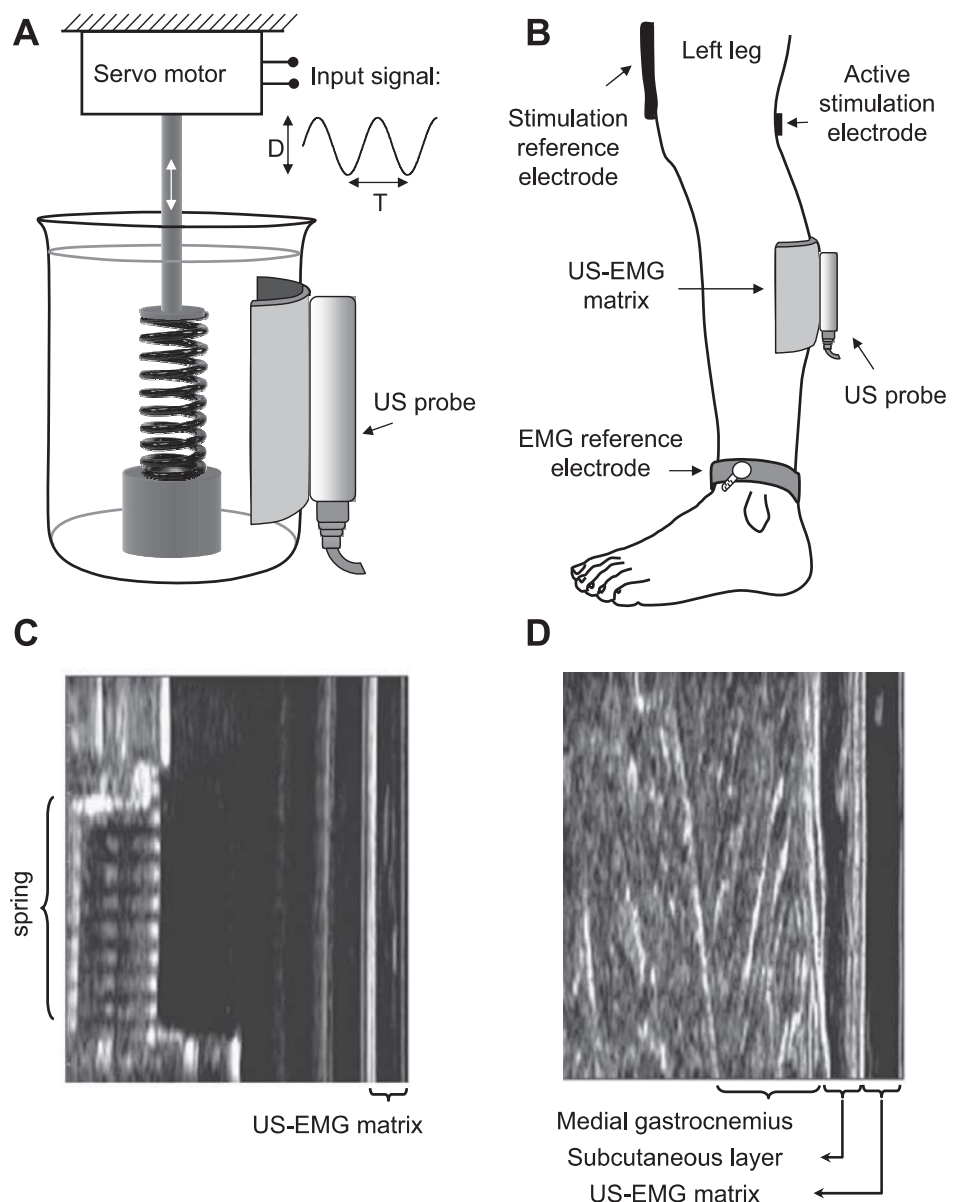 A
Servo motor
Input signal:
D
T
US probe
B
Left leg
Stimulation
reference
electrode
Active
stimulation
electrode
US-EMG
matrix
US probe
EMG reference
electrode
C
spring
US-EMG matrix
D
Medial gastrocnemius
Subcutaneous layer
US-EMG matrix